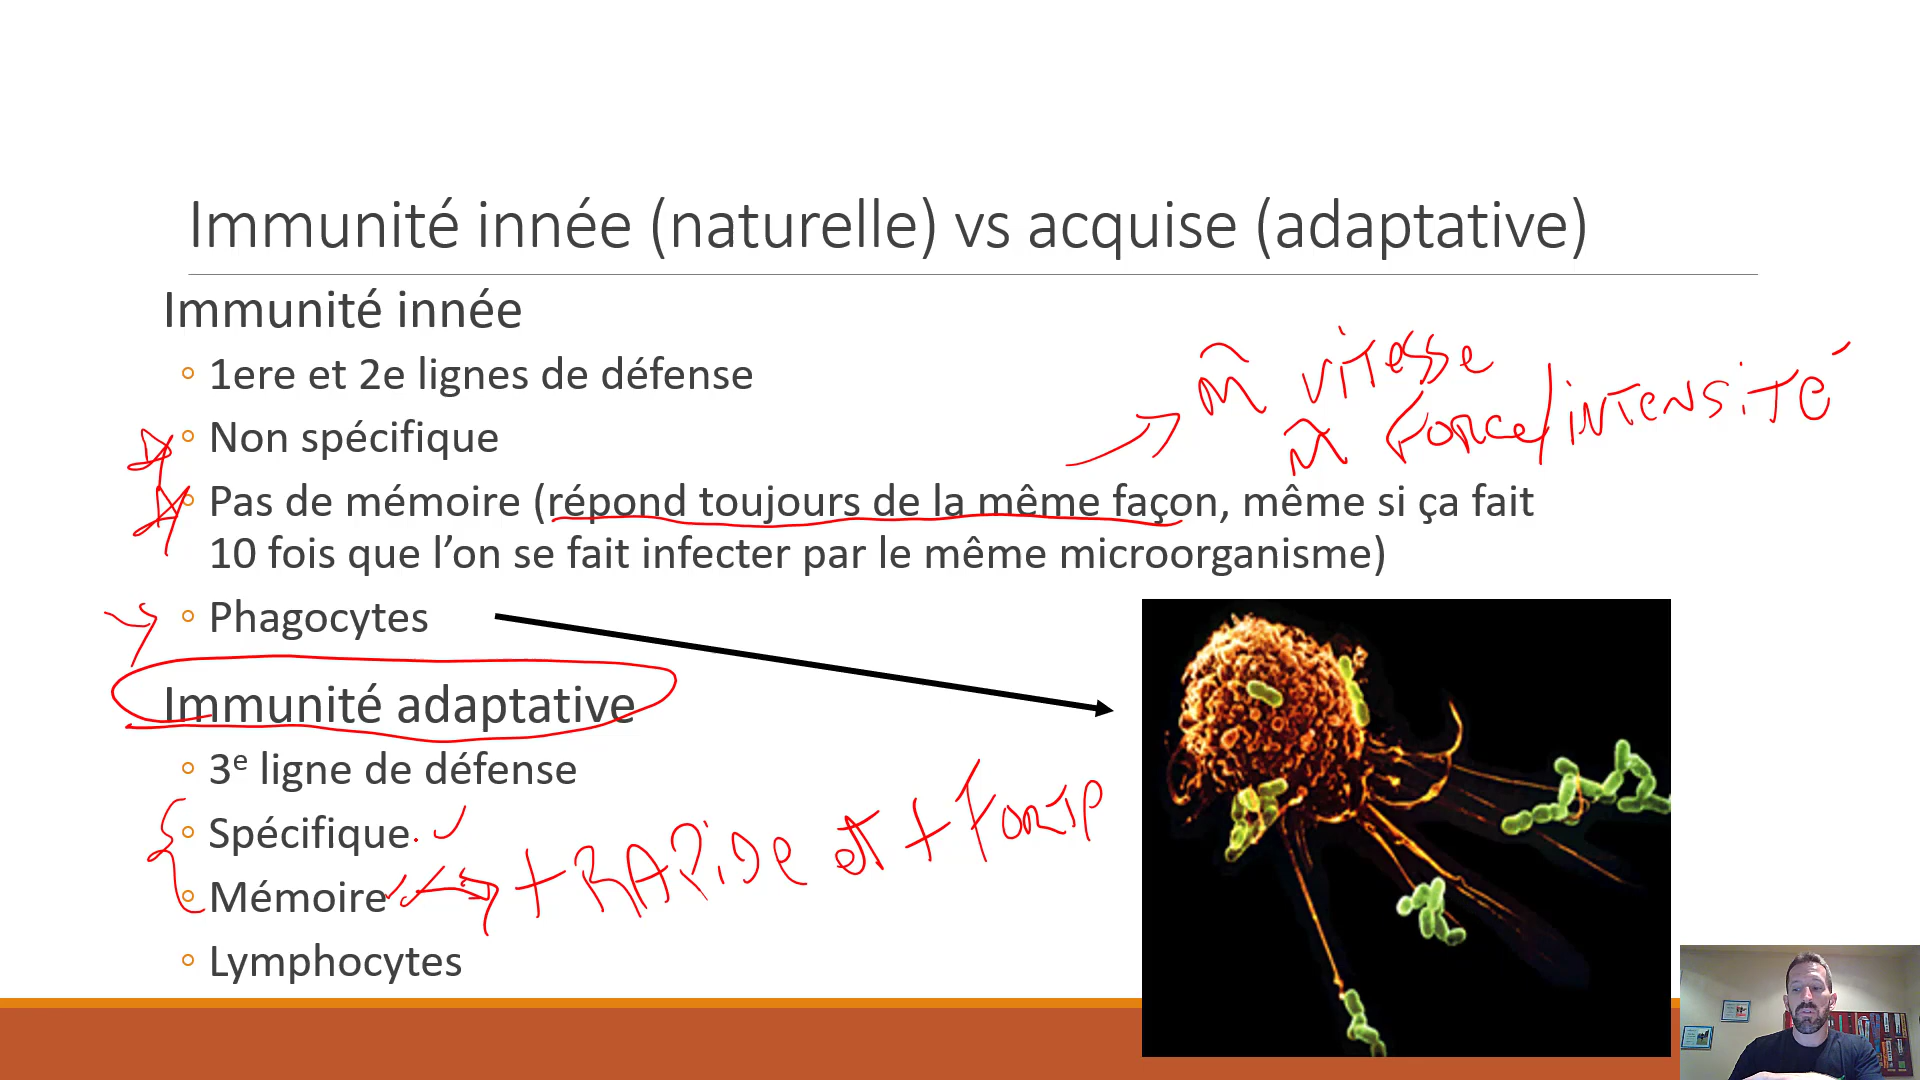 Immunité innée (naturelle) vs acquise (adaptative)
Immunité innée
◦ 1ere et 2e lignes de défense
m̂ vitesse
m̂ Force/intensité
◦ Non spécifique
◦ Pas de mémoire (répond toujours de la même façon, même si ça fait
10 fois que l’on se fait infecter par le même microorganisme)
◦ Phagocytes
Immunité adaptative
◦ 3e ligne de défense
◦ Spécifique
◦ Mémoire
+ RAPIDE et + Forte
◦ Lymphocytes